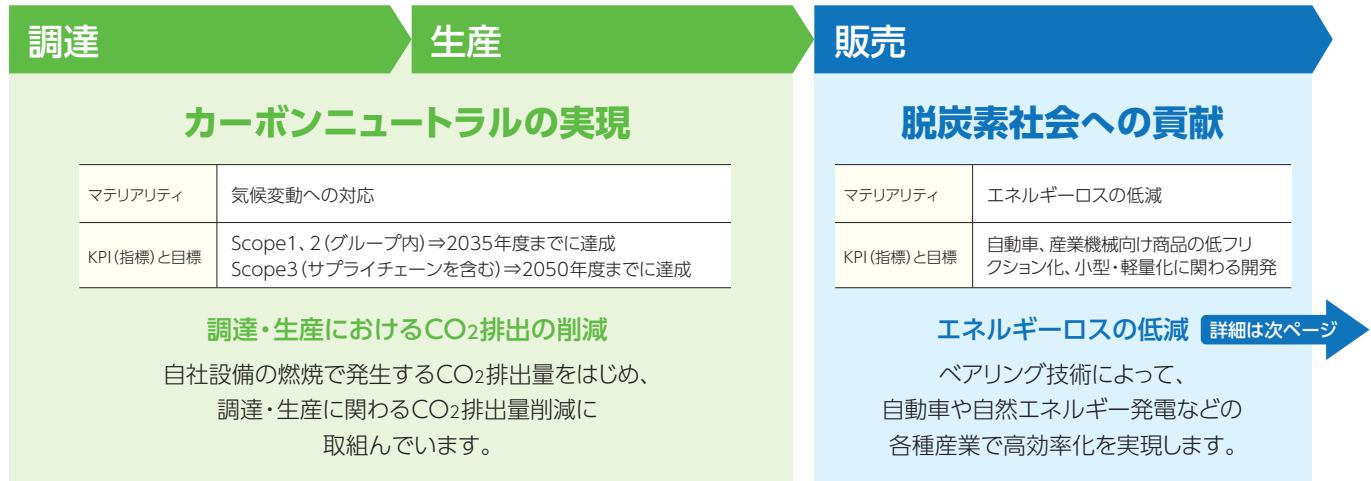 調達
生産
カーボンニュートラルの実現
マテリアリティ
気候変動への対応
KPI(指標)と目標
Scope1、2(グループ内)⇒2035年度までに達成
Scope3(サプライチェーンを含む)⇒2050年度までに達成
調達・生産におけるCO2排出の削減
自社設備の燃焼で発生するCO2排出量をはじめ、
調達・生産に関わるCO2排出量削減に
取組んでいます。
販売
脱炭素社会への貢献
マテリアリティ
エネルギーロスの低減
KPI(指標)と目標
自動車、産業機械向け商品の低フリ
クション化、小型・軽量化に関わる開発
エネルギーロスの低減
詳細は次ページ
ベアリング技術によって、
自動車や自然エネルギー発電などの
各種産業で高効率化を実現します。